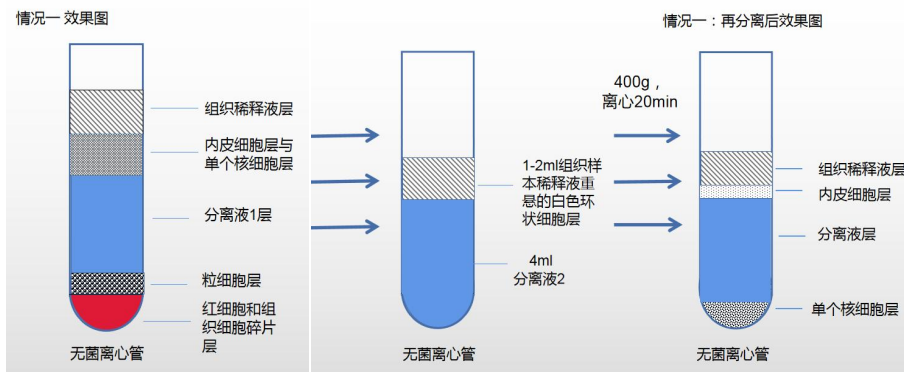 情况一 效果图
组织稀释液层
内皮细胞层与
单个核细胞层
分离液1层
粒细胞层
红细胞和组
织细胞碎片
层
无菌离心管
1-2ml组织样
本稀释液重
悬的白色环
状细胞层
4ml
分离液2
无菌离心管
400g，
离心20min
情况一：再分离后效果图
组织稀释液层
内皮细胞层
分离液层
单个核细胞层
无菌离心管